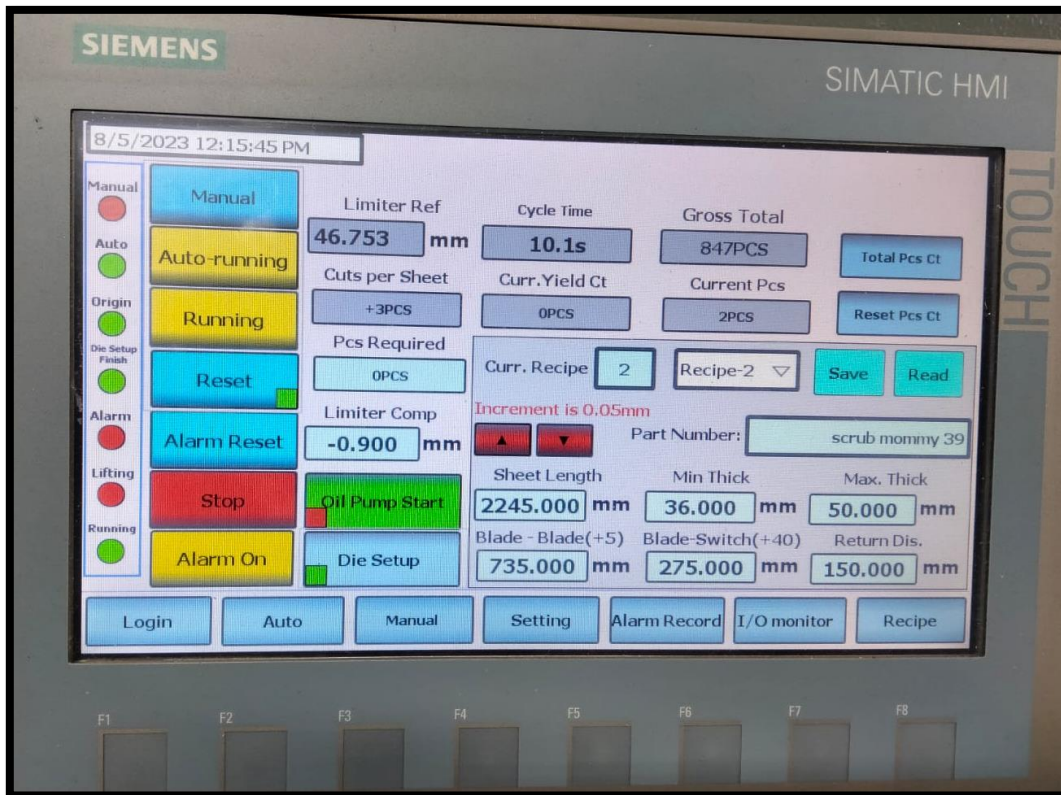 SIEMENS
SIMATIC HMI
TOUCH
8/5/2023 12:15:45 PM
Manual
Auto
Origin
Die Setup
Finish
Alarm
Lifting
Running
Manual
Auto-running
Running
Reset
Alarm Reset
Stop
Alarm On
Limiter Ref
46.753 mm
Cuts per Sheet
+3PCS
Pcs Required
0PCS
Limiter Comp
-0.900 mm
Oil Pump Start
Die Setup
Cycle Time
10.1s
Curr.Yield Ct
0PCS
Gross Total
847PCS
Current Pcs
2PCS
Total Pcs Ct
Reset Pcs Ct
Curr. Recipe 2 Recipe-2 Save Read
Increment is 0.05mm
Part Number: scrub mommy 39
Sheet Length Min Thick Max. Thick
2245.000 mm 36.000 mm 50.000 mm
Blade - Blade(+5) Blade-Switch(+40) Return Dis.
735.000 mm 275.000 mm 150.000 mm
Login Auto Manual Setting Alarm Record I/O monitor Recipe
F1 F2 F3 F4 F5 F6 F7 F8